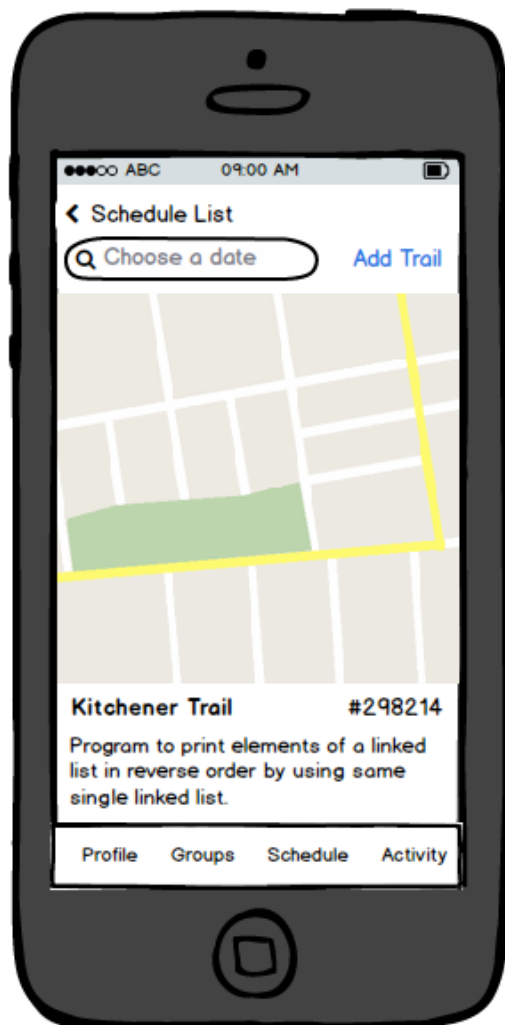 ABC 09:00 AM
Schedule List
Choose a date Add Trail
Kitchener Trail #298214
Program to print elements of a linked
list in reverse order by using same
single linked list.
Profile Groups Schedule Activity